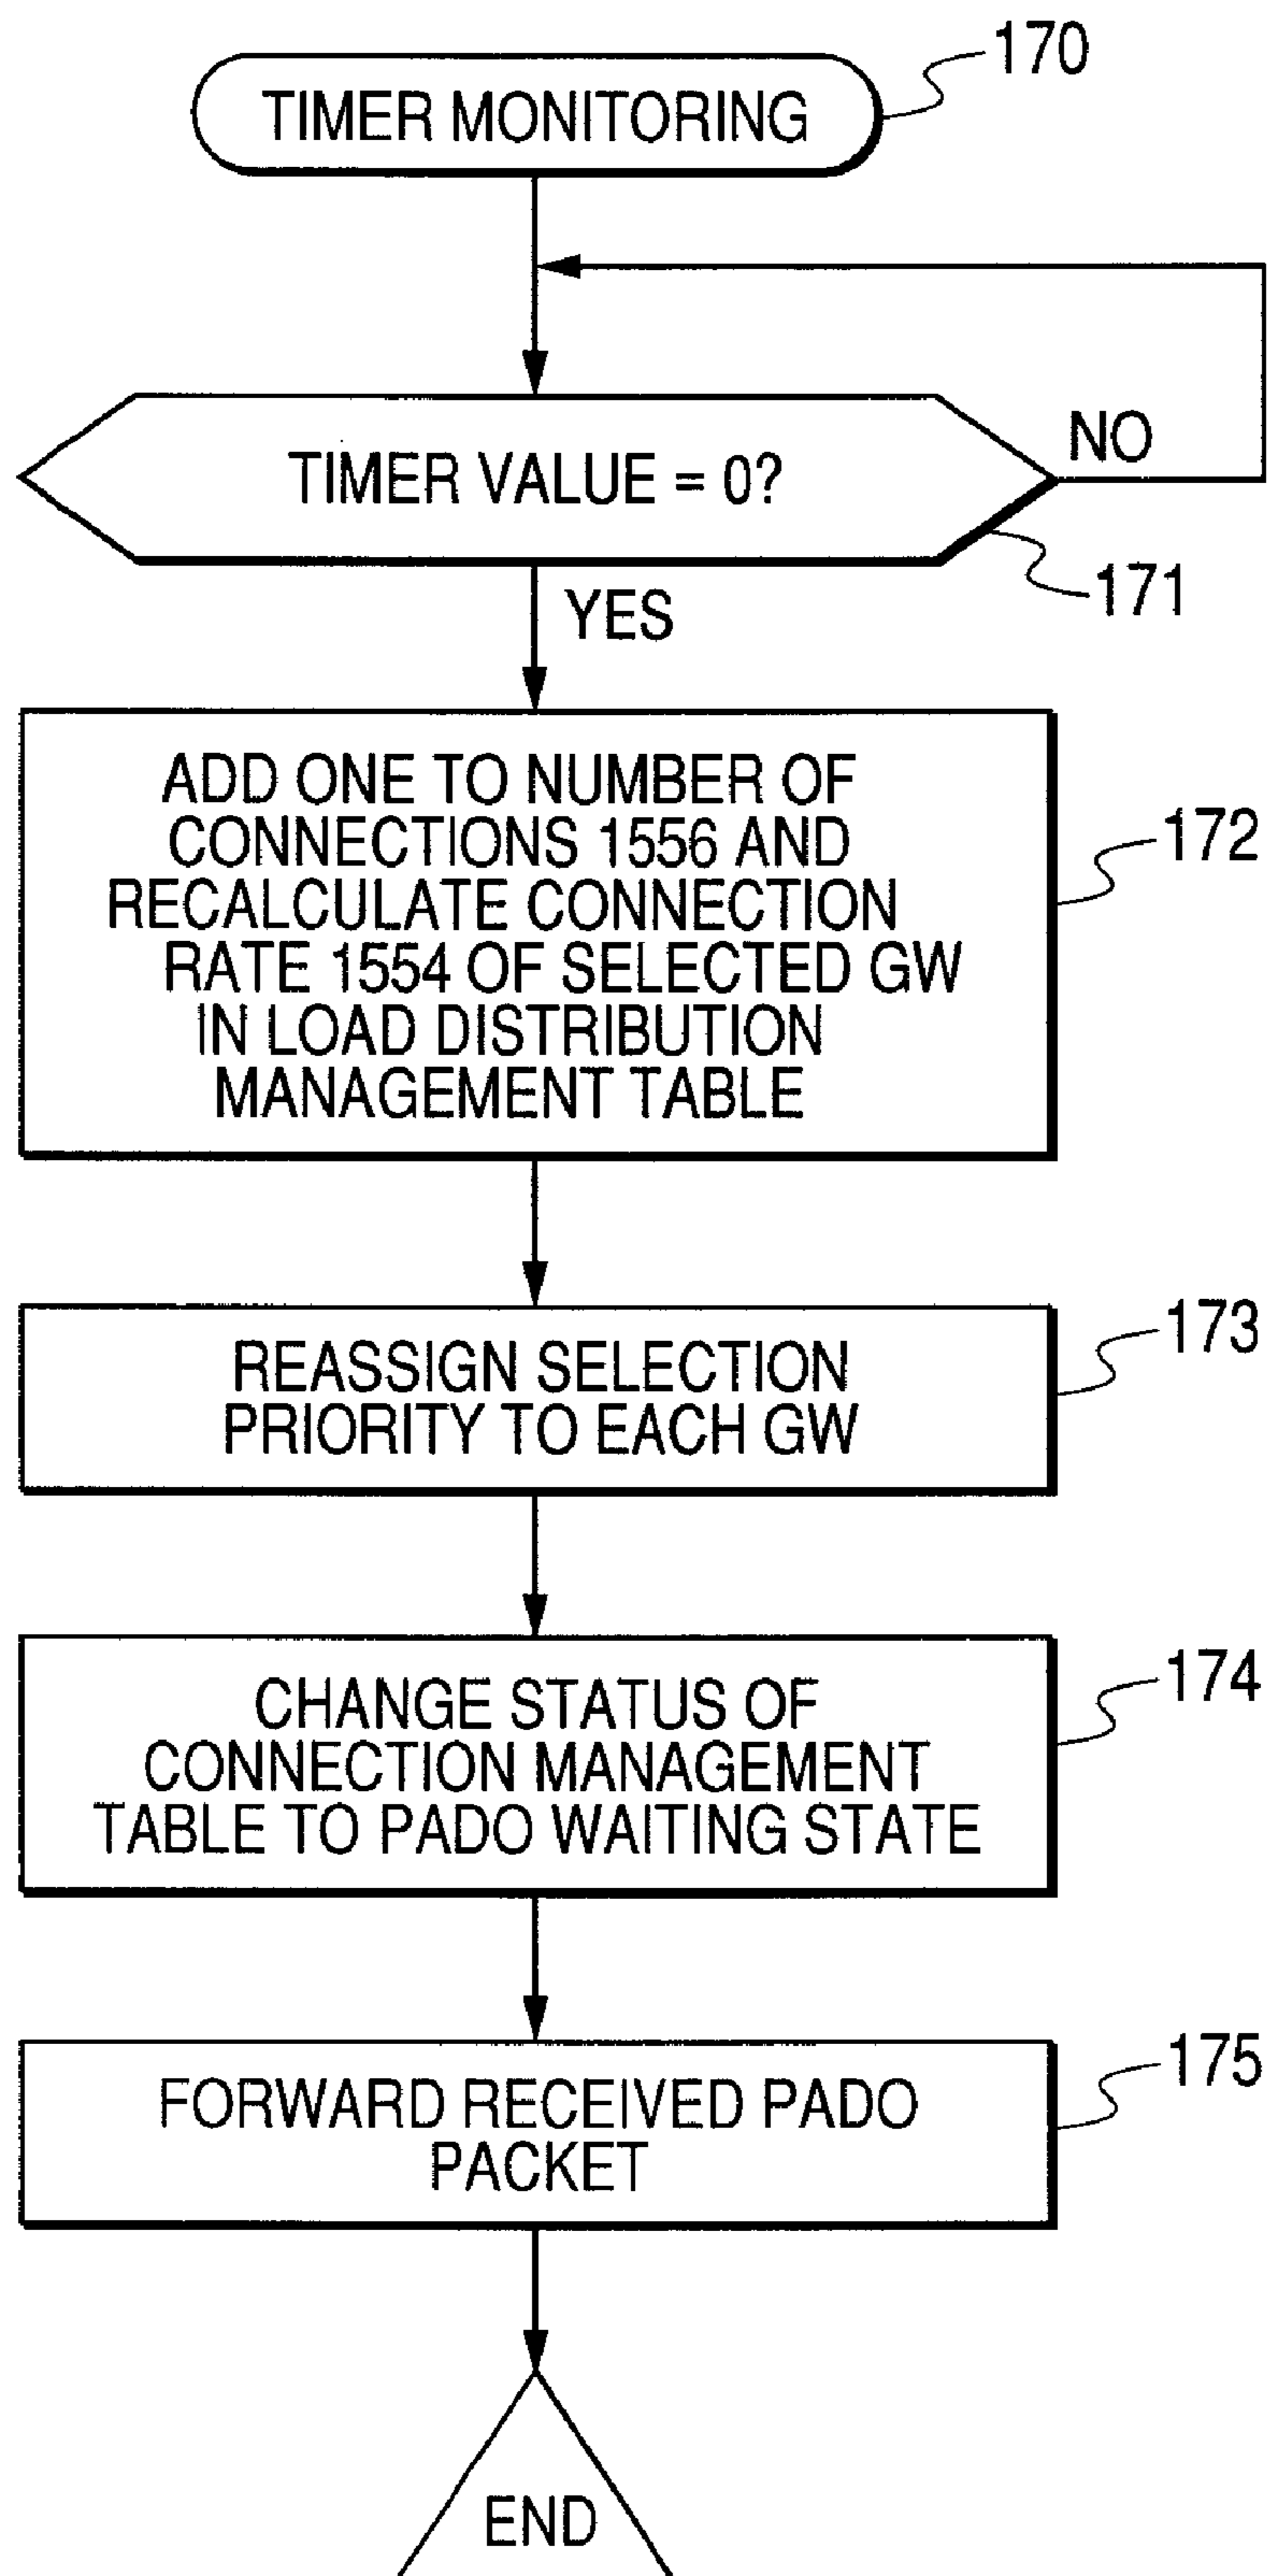 170
TIMER MONITORING
NO
TIMER VALUE = 0?
171
YES
ADD ONE TO NUMBER OF
CONNECTIONS 1556 AND
RECALCULATE CONNECTION
RATE 1554 OF SELECTED GW
IN LOAD DISTRIBUTION
MANAGEMENT TABLE
172
REASSIGN SELECTION
PRIORITY TO EACH GW
173
CHANGE STATUS OF
CONNECTION MANAGEMENT
TABLE TO PADO WAITING STATE
174
FORWARD RECEIVED PADO
PACKET
175
END